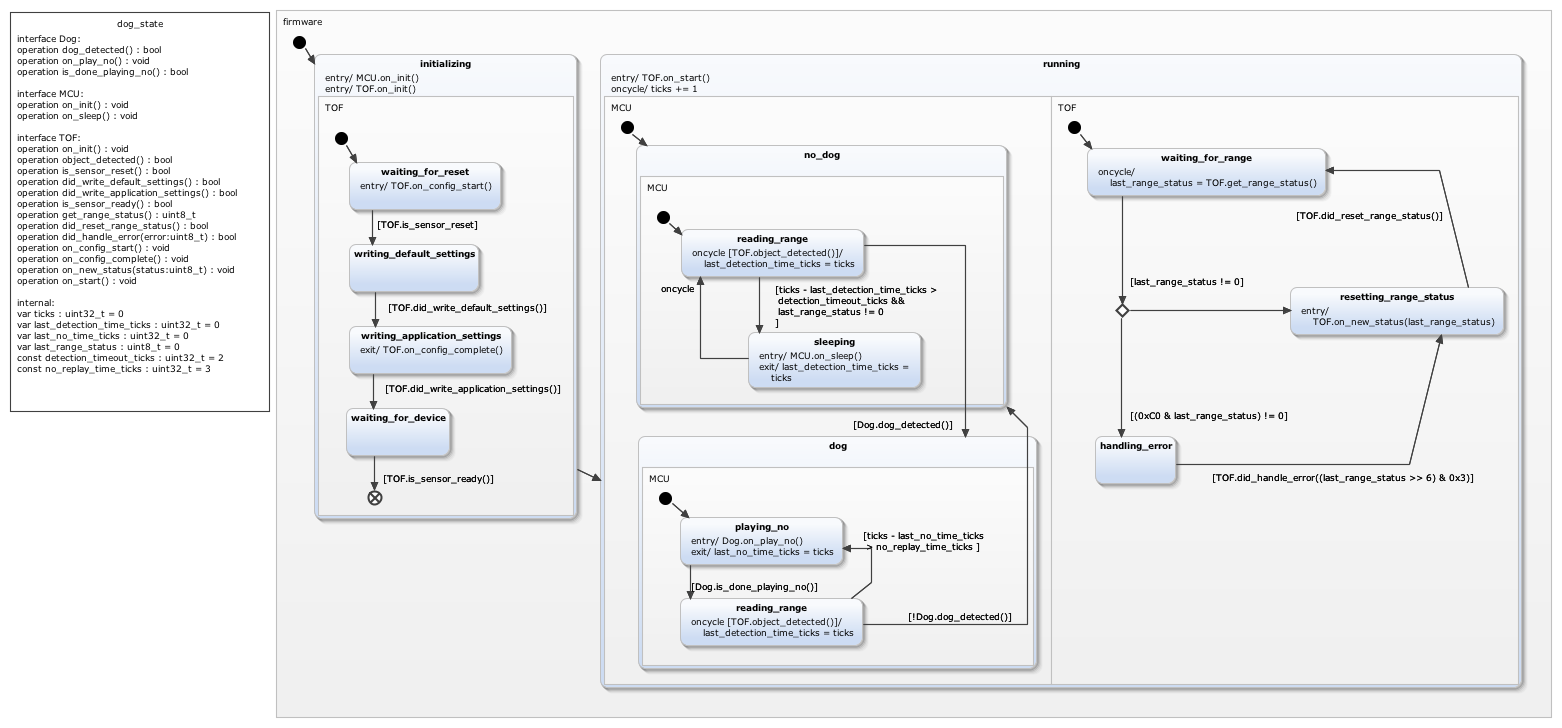 dog_state
interface Dog:
operation dog_detected() : bool
operation on_play_no() : void
operation is_done_playing_no() : bool
interface MCU:
operation on_init() : void
operation on_sleep() : void
interface TOF:
operation on_init() : void
operation object_detected() : bool
operation is_sensor_reset() : bool
operation did_write_default_settings() : bool
operation did_write_application_settings() : bool
operation is_sensor_ready() : bool
operation get_range_status() : uint8_t
operation did_reset_range_status() : bool
operation did_handle_error(error:uint8_t) : bool
operation on_config_start() : void
operation on_config_complete() : void
operation on_new_status(status:uint8_t) : void
operation on_start() : void
internal:
var ticks : uint32_t = 0
var last_detection_time_ticks : uint32_t = 0
var last_no_time_ticks : uint32_t = 0
var last_range_status : uint8_t = 0
const detection_timeout_ticks : uint32_t = 2
const no_replay_time_ticks : uint32_t = 3
firmware
initializing
entry/ MCU.on_init()
entry/ TOF.on_init()
TOF
waiting_for_reset
entry/ TOF.on_config_start()
[TOF.is_sensor_reset]
writing_default_settings
[TOF.did_write_default_settings()]
writing_application_settings
exit/ TOF.on_config_complete()
[TOF.did_write_application_settings()]
waiting_for_device
[TOF.is_sensor_ready()]
running
entry/ TOF.on_start()
oncycle/ ticks += 1
MCU
no_dog
MCU
reading_range
oncycle [TOF.object_detected()]/
last_detection_time_ticks = ticks
oncycle
[ticks - last_detection_time_ticks >
detection_timeout_ticks &&
last_range_status != 0
]
sleeping
entry/ MCU.on_sleep()
exit/ last_detection_time_ticks =
ticks
[Dog.dog_detected()]
dog
MCU
playing_no
entry/ Dog.on_play_no()
exit/ last_no_time_ticks = ticks
[ticks - last_no_time_ticks
> no_replay_time_ticks ]
[Dog.is_done_playing_no()]
reading_range
oncycle [TOF.object_detected()]/
last_detection_time_ticks = ticks
[!Dog.dog_detected()]
TOF
waiting_for_range
oncycle/
last_range_status = TOF.get_range_status()
[TOF.did_reset_range_status()]
[last_range_status != 0]
resetting_range_status
entry/
TOF.on_new_status(last_range_status)
[(0xC0 & last_range_status) != 0]
handling_error
[TOF.did_handle_error((last_range_status >> 6) & 0x3)]